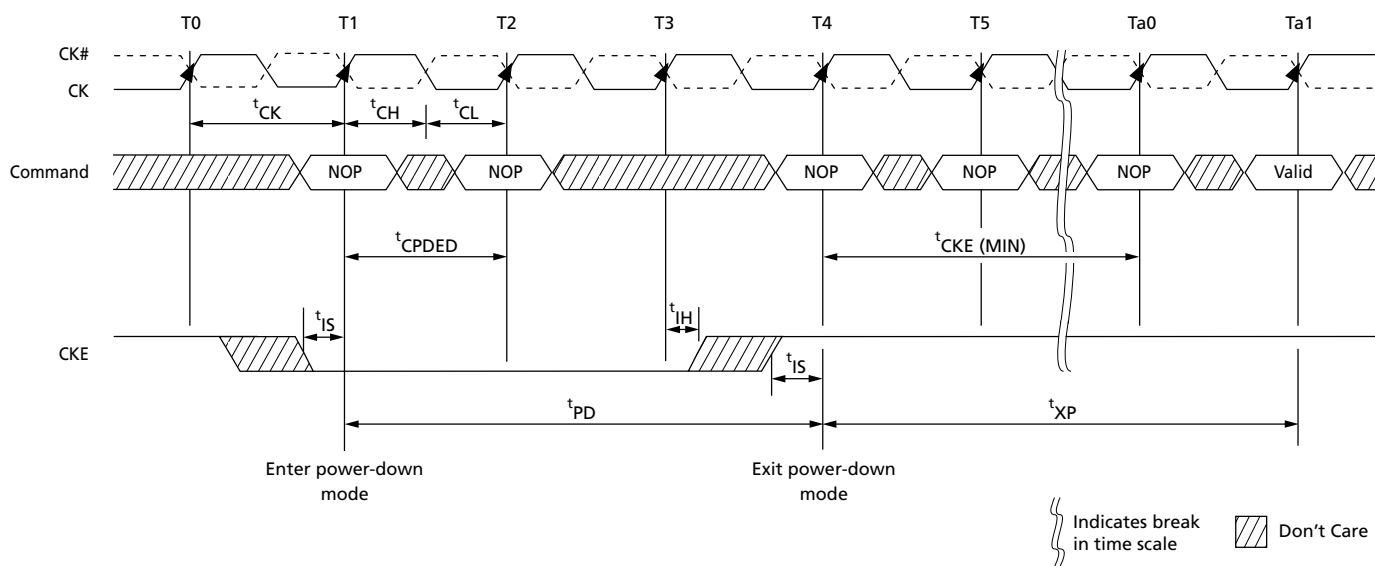 T0 T1 T2 T3 T4 T5 Ta0 Ta1
CK#
CK
tCK tCH tCL
Command NOP NOP NOP NOP NOP Valid
tCPDED tCKE (MIN)
tIS tIH
CKE
tIS
tPD tXP
Enter power-down
mode
Exit power-down
mode
Indicates break
in time scale
Don't Care